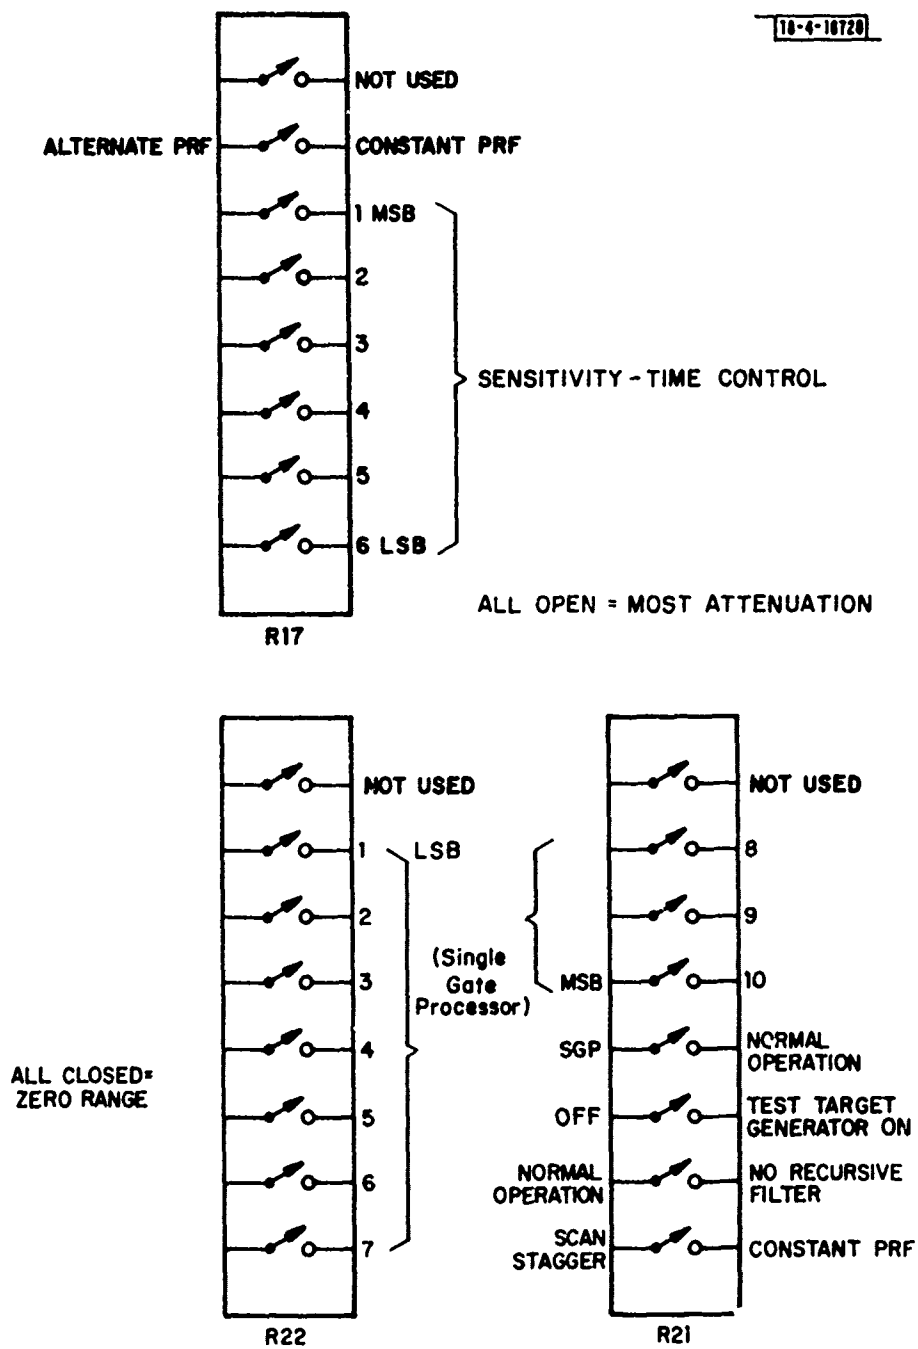 18-4-16720
NOT USED
ALTERNATE PRF
CONSTANT PRF
1 MSB
2
3
4
5
6 LSB
SENSITIVITY - TIME CONTROL
ALL OPEN = MOST ATTENUATION
R17
NOT USED
1 LSB
2
3
4
5
6
7
(Single
Gate
Processor)
ALL CLOSED=
ZERO RANGE
R22
NOT USED
8
9
MSB
10
SGP
NORMAL
OPERATION
OFF
TEST TARGET
GENERATOR ON
NORMAL
OPERATION
NO RECURSIVE
FILTER
SCAN
STAGGER
CONSTANT PRF
R21